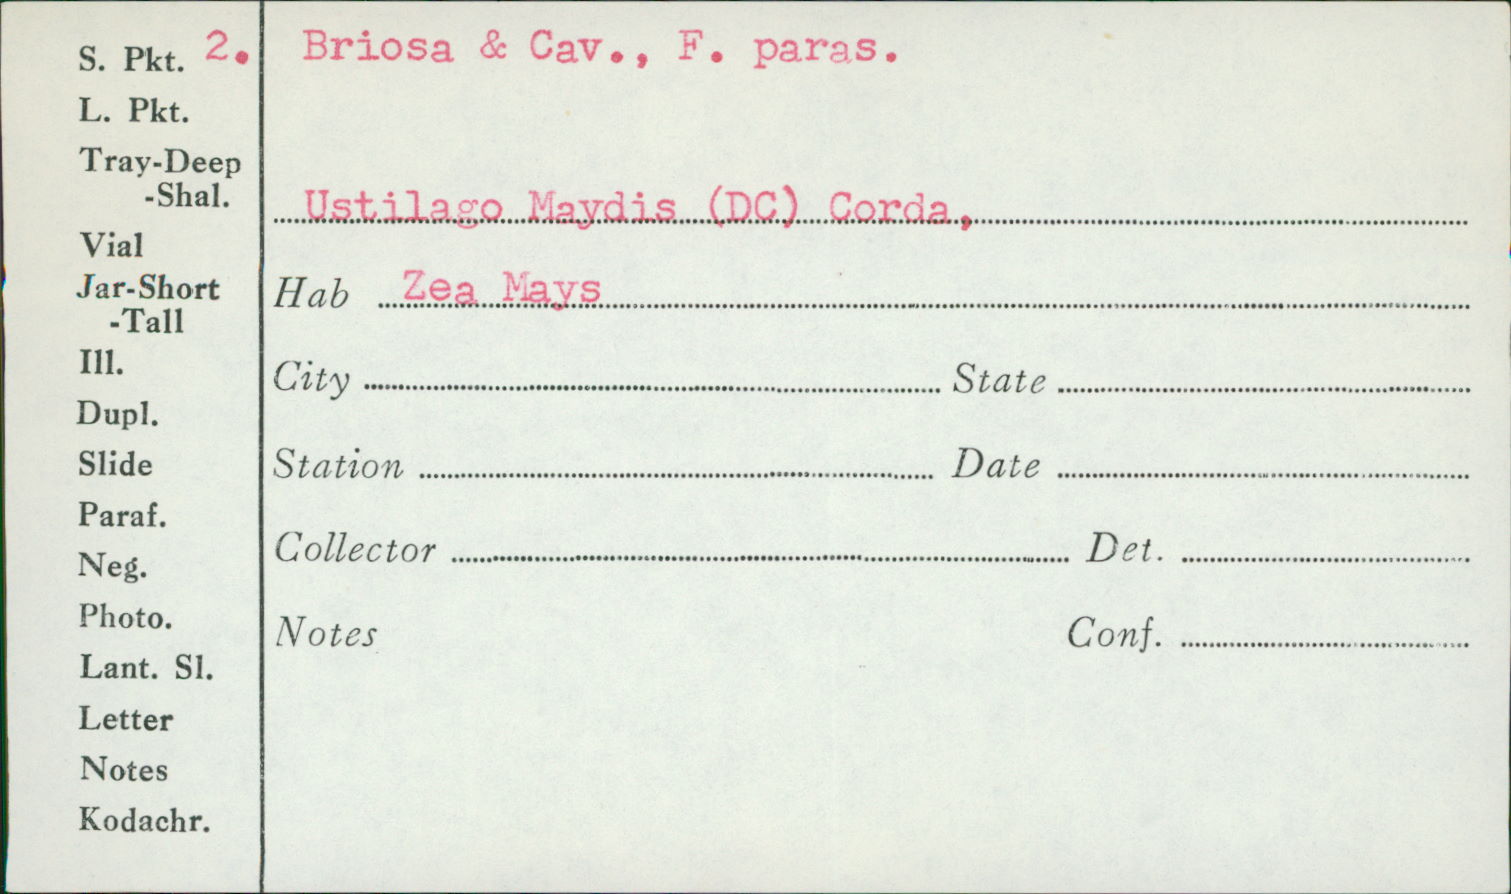 S. Pkt. 2.
L. Pkt.
Tray-Deep
-Shal.
Vial
Jar-Short
-Tall
Ill.
Dupl.
Slide
Paraf.
Neg.
Photo.
Lant. Sl.
Letter
Notes
Kodachr.
Briosa & Cav., F. paras.
Ustilago Maydis (DC) Corda,
Hab Zea Mays
City State
Station Date
Collector Det.
Notes Conf.